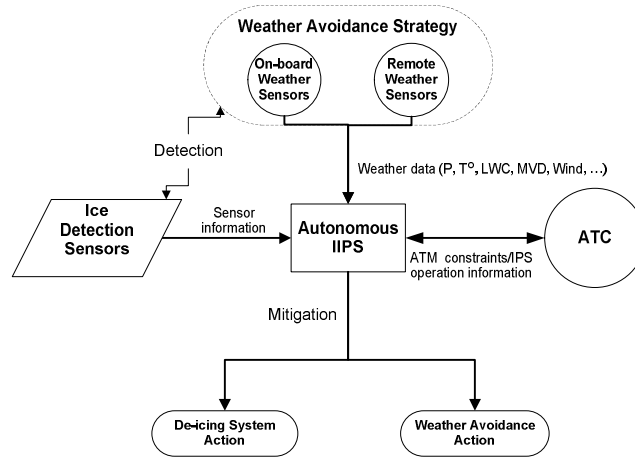 Weather Avoidance Strategy
On-board
Weather
Sensors
Remote
Weather
Sensors
Detection
Weather data (P, T°, LWC, MVD, Wind, ...)
Ice
Detection
Sensors
Sensor
information
Autonomous
IIPS
ATC
ATM constraints/IPS
operation information
Mitigation
De-icing System
Action
Weather Avoidance
Action